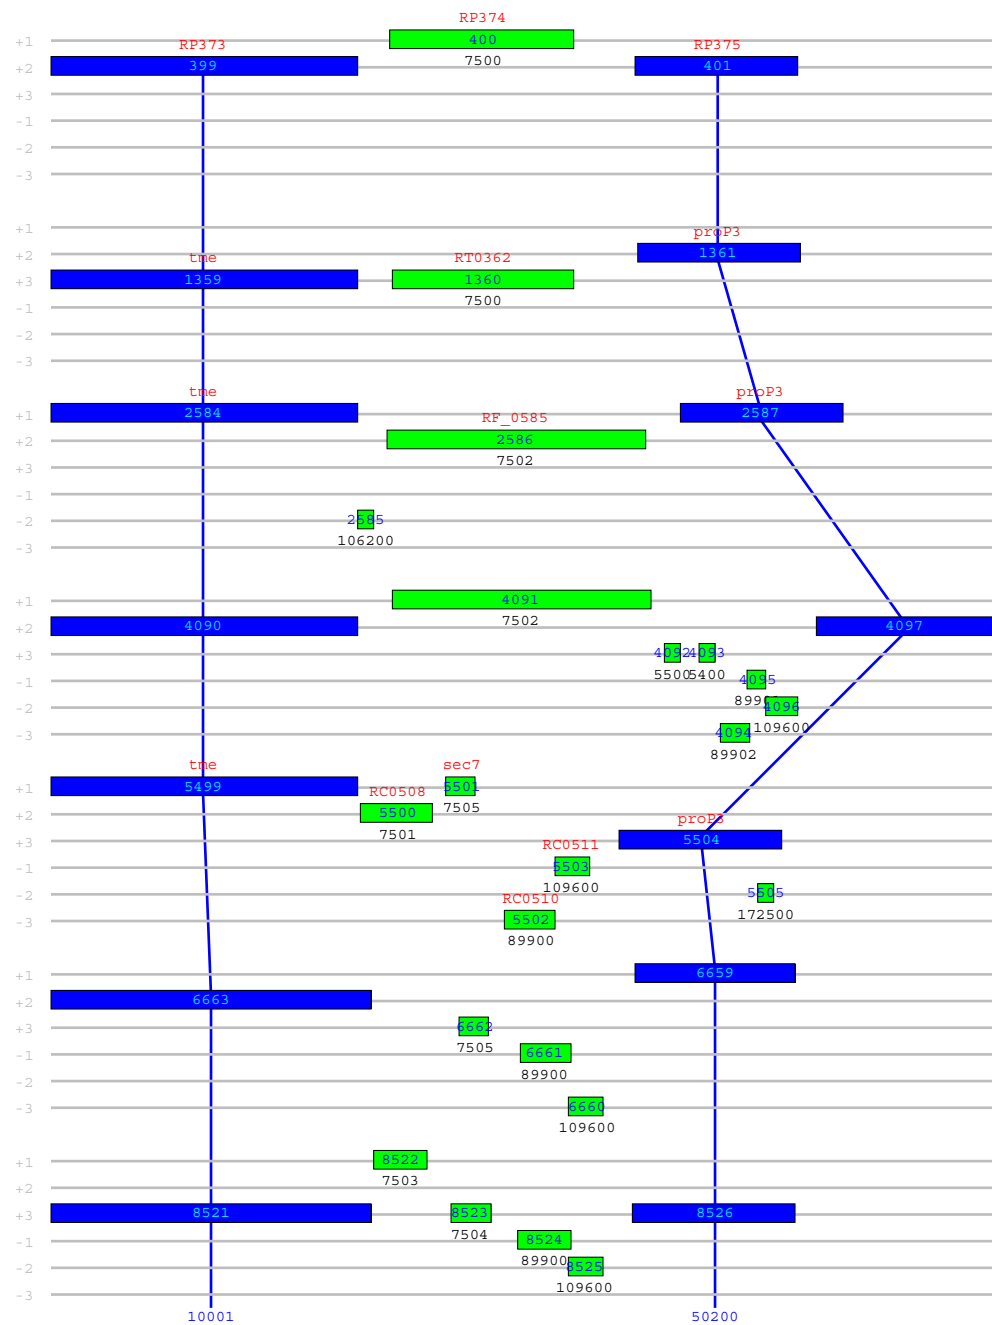 RP374
+1 400
RP373 7500 RP375
+2 399 401
+3
-1
-2
-3
+1
proP3
+2 1361
tme RT0362
+3 1359 1360
7500
-1
-2
-3
tme proP3
+1 2584 2587
RF_0585
+2 2586
7502
+3
-1
-2 2585
106200
-3
+1 4091
7502
+2 4090 4097
+3 4092 4093
5500 5400
-1 4095
-2 4096
109600
-3 4094
89902
tme sec7
+1 5499 5501
RC0508 7505
+2 5500
7501 proP3
+3 5504
RC0511
-1 5503
109600
-2 5505
RC0510 172500
-3 5502
89900
+1 6659
+2 6663
+3 6662
7505
-1 6661
89900
-2
-3 6660
109600
+1 8522
7503
+2
+3 8521 8523 8526
7504
-1 8524
89900
-2 8525
109600
-3
10001 50200